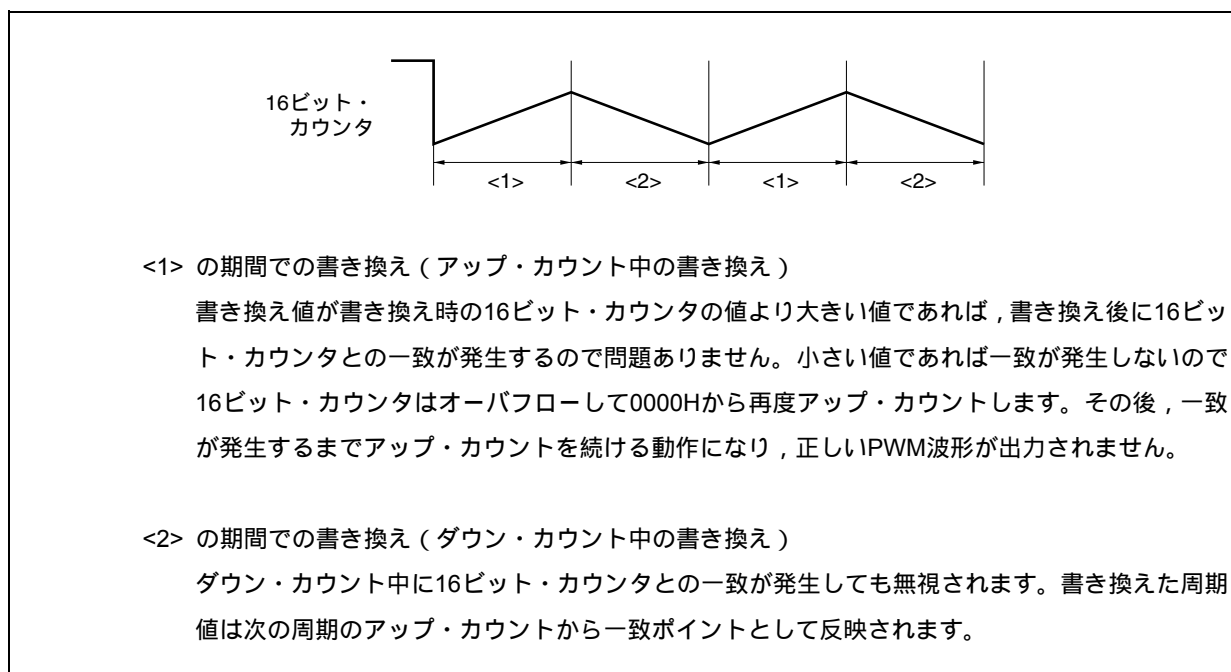 16ビット・
カウンタ
<1> <2> <1> <2>
<1> の期間での書き換え（アップ・カウント中の書き換え）
書き換え値が書き換え時の16ビット・カウンタの値より大きい値であれば，書き換え後に16ビッ
ト・カウンタとの一致が発生するので問題ありません。小さい値であれば一致が発生しないので
16ビット・カウンタはオーバフローして0000Hから再度アップ・カウントします。その後，一致
が発生するまでアップ・カウントを続ける動作になり，正しいPWM波形が出力されません。
<2> の期間での書き換え（ダウン・カウント中の書き換え）
ダウン・カウント中に16ビット・カウンタとの一致が発生しても無視されます。書き換えた周期
値は次の周期のアップ・カウントから一致ポイントとして反映されます。